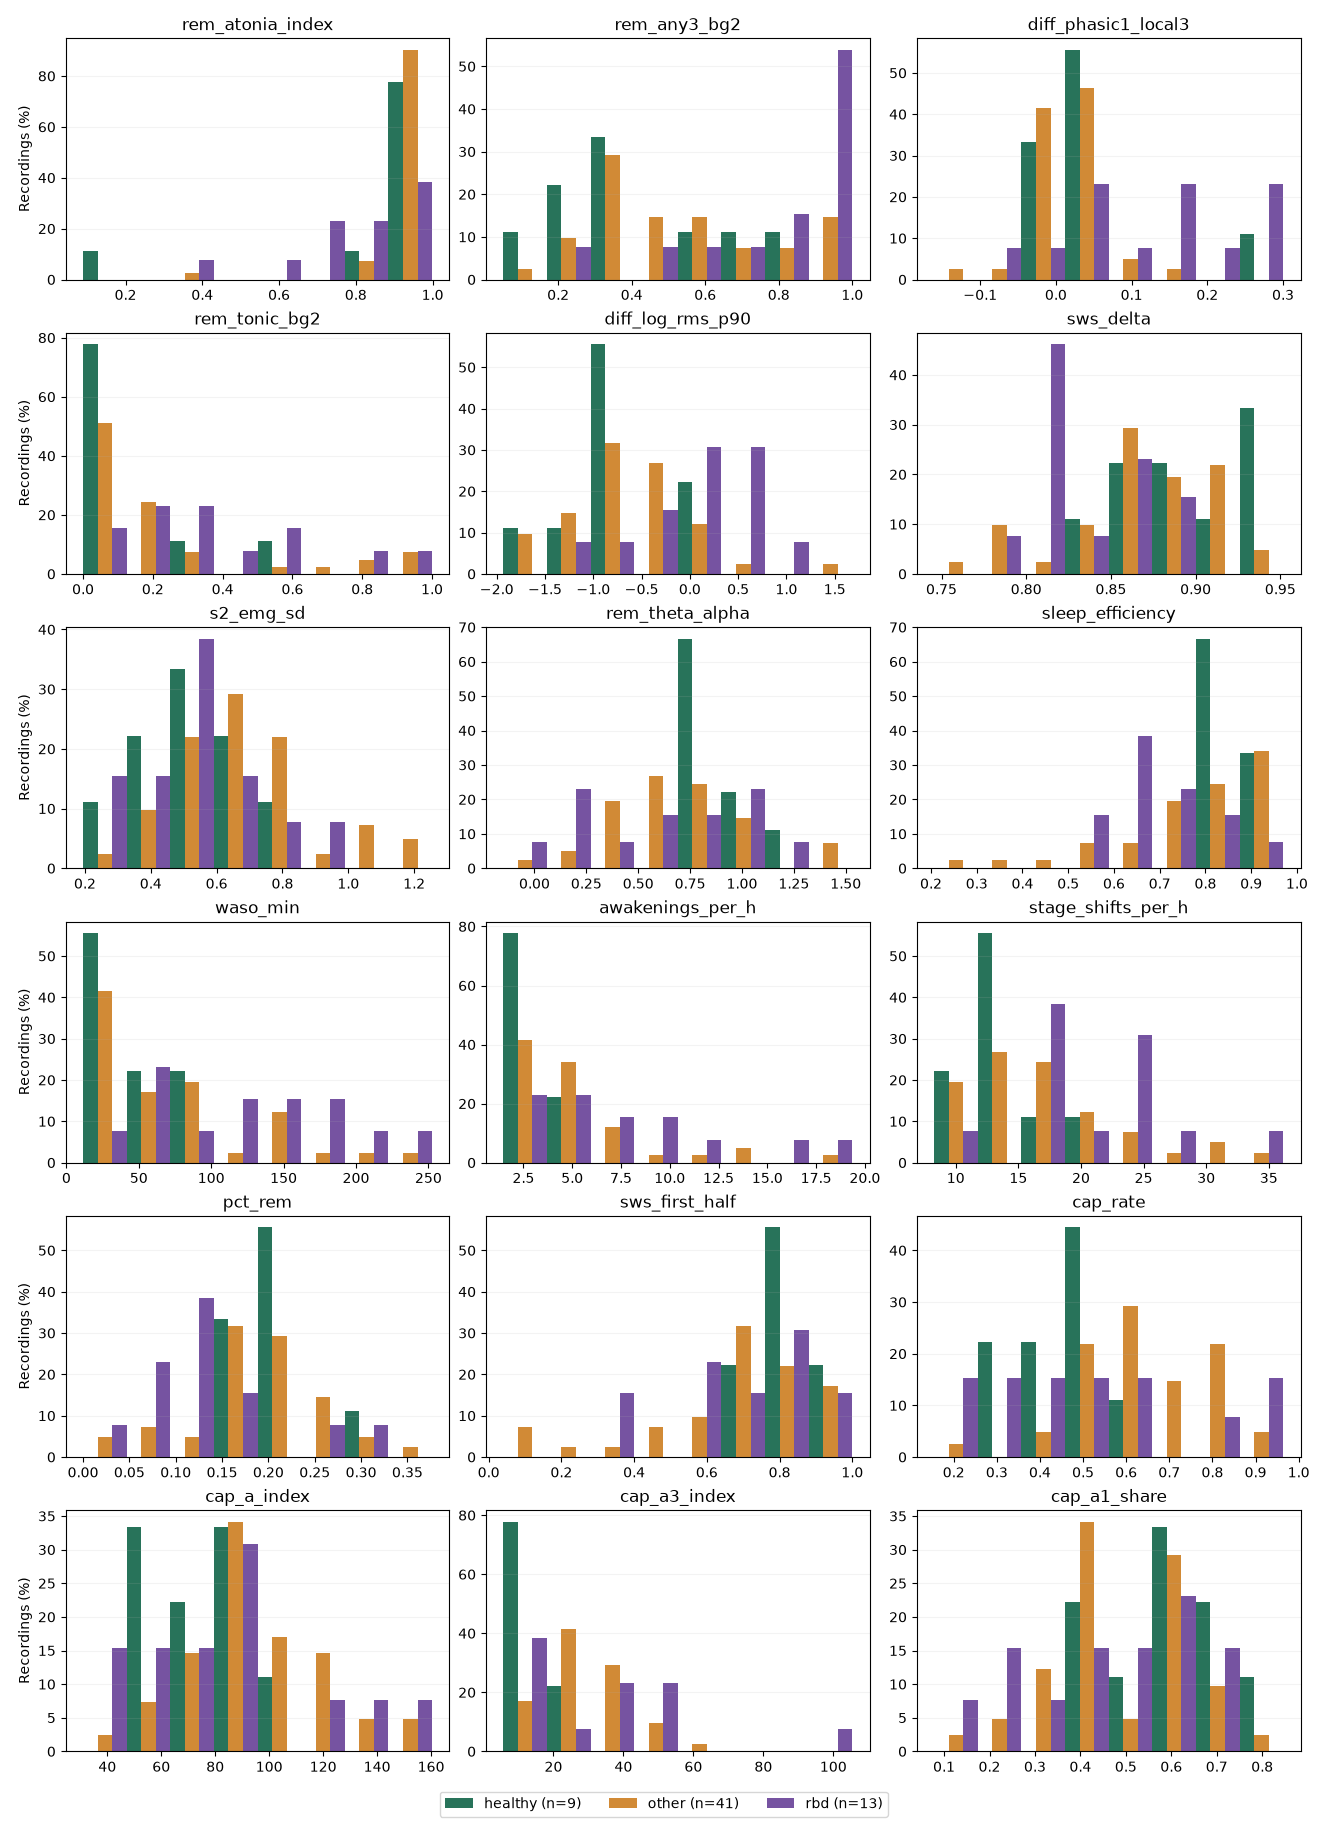 rem_atonia_index rem_any3_bg2 diff_phasic1_local3
Recordings (%)
0 20 40 60 80
0.2 0.4 0.6 0.8 1.0
0 10 20 30 40 50
0.2 0.4 0.6 0.8 1.0
0 10 20 30 40 50
−0.1 0.0 0.1 0.2 0.3
rem_tonic_bg2 diff_log_rms_p90 sws_delta
Recordings (%)
0 20 40 60 80
0.0 0.2 0.4 0.6 0.8 1.0
0 10 20 30 40 50
−2.0 −1.5 −1.0 −0.5 0.0 0.5 1.0 1.5
0 10 20 30 40
0.75 0.80 0.85 0.90 0.95
s2_emg_sd rem_theta_alpha sleep_efficiency
Recordings (%)
0 10 20 30 40
0.2 0.4 0.6 0.8 1.0 1.2
0 10 20 30 40 50 60 70
0.00 0.25 0.50 0.75 1.00 1.25 1.50
0 10 20 30 40 50 60 70
0.2 0.3 0.4 0.5 0.6 0.7 0.8 0.9 1.0
waso_min awakenings_per_h stage_shifts_per_h
Recordings (%)
0 10 20 30 40 50
0 50 100 150 200 250
0 20 40 60 80
2.5 5.0 7.5 10.0 12.5 15.0 17.5 20.0
0 10 20 30 40 50
10 15 20 25 30 35
pct_rem sws_first_half cap_rate
Recordings (%)
0 10 20 30 40 50
0.00 0.05 0.10 0.15 0.20 0.25 0.30 0.35
0 10 20 30 40 50
0.0 0.2 0.4 0.6 0.8 1.0
0 10 20 30 40
0.2 0.3 0.4 0.5 0.6 0.7 0.8 0.9 1.0
cap_a_index cap_a3_index cap_a1_share
Recordings (%)
0 5 10 15 20 25 30 35
40 60 80 100 120 140 160
0 20 40 60 80
20 40 60 80 100
0 5 10 15 20 25 30 35
0.1 0.2 0.3 0.4 0.5 0.6 0.7 0.8
healthy (n=9) other (n=41) rbd (n=13)